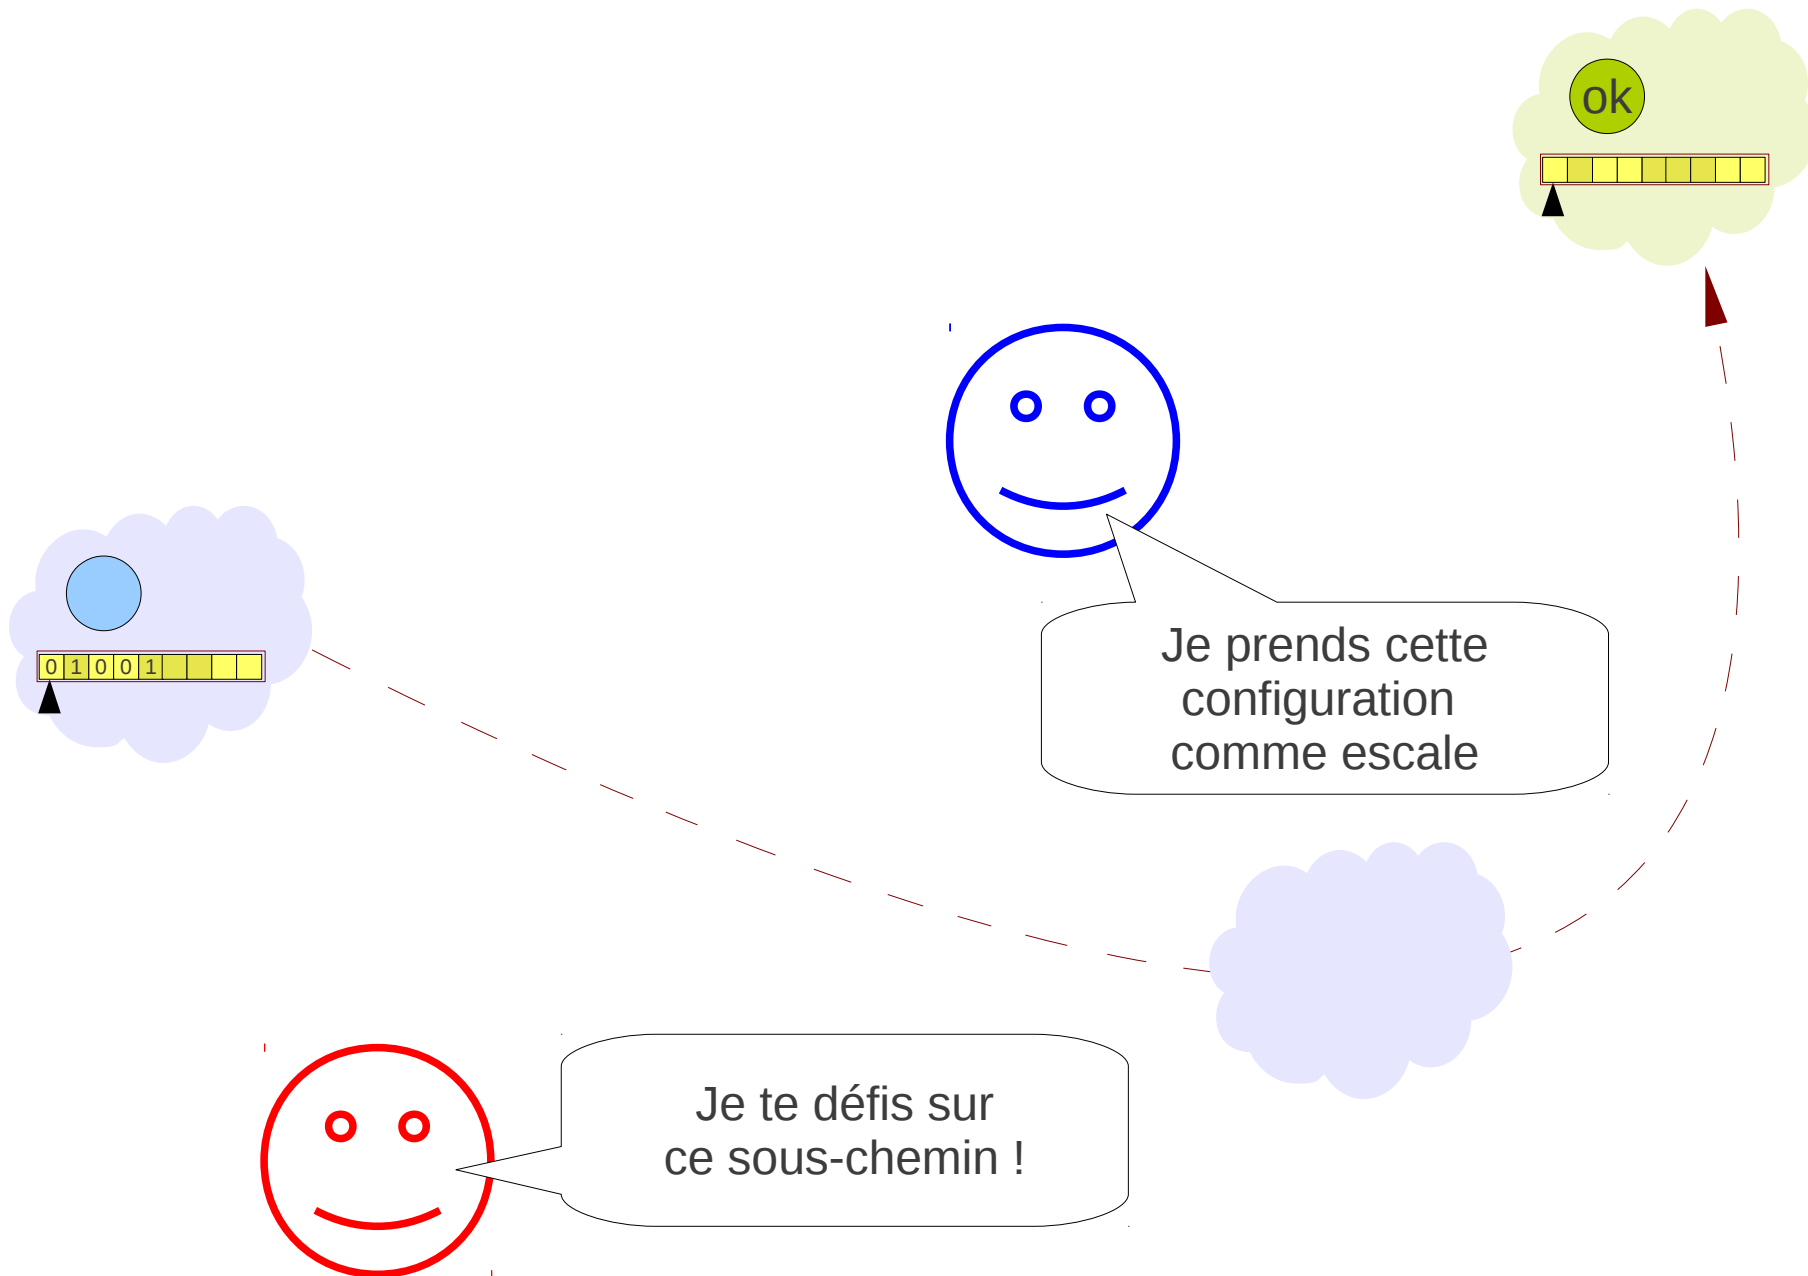 ok
0 1 0 0 1
Je prends cette
configuration
comme escale
Je te défis sur
ce sous-chemin !